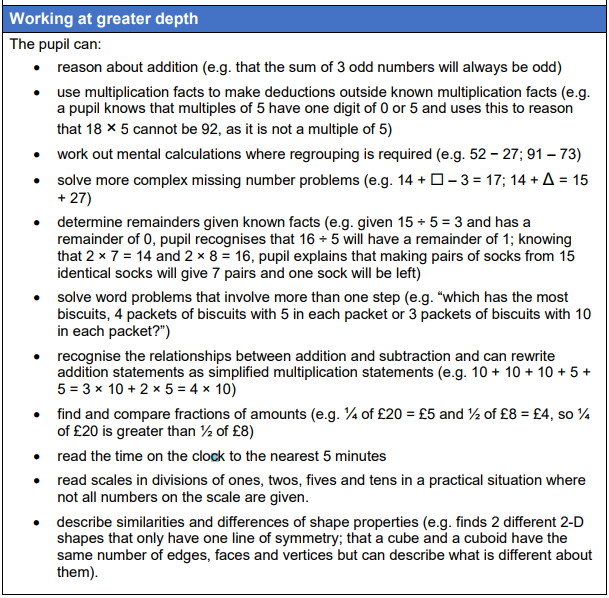 Working at greater depth
The pupil can:
• reason about addition (e.g. that the sum of 3 odd numbers will always be odd)
• use multiplication facts to make deductions outside known multiplication facts (e.g.
a pupil knows that multiples of 5 have one digit of 0 or 5 and uses this to reason
that 18 × 5 cannot be 92, as it is not a multiple of 5)
• work out mental calculations where regrouping is required (e.g. 52 − 27; 91 – 73)
• solve more complex missing number problems (e.g. 14 + □ – 3 = 17; 14 + Δ = 15
+ 27)
• determine remainders given known facts (e.g. given 15 ÷ 5 = 3 and has a
remainder of 0, pupil recognises that 16 ÷ 5 will have a remainder of 1; knowing
that 2 × 7 = 14 and 2 × 8 = 16, pupil explains that making pairs of socks from 15
identical socks will give 7 pairs and one sock will be left)
• solve word problems that involve more than one step (e.g. “which has the most
biscuits, 4 packets of biscuits with 5 in each packet or 3 packets of biscuits with 10
in each packet?”)
• recognise the relationships between addition and subtraction and can rewrite
addition statements as simplified multiplication statements (e.g. 10 + 10 + 10 + 5 +
5 = 3 × 10 + 2 × 5 = 4 × 10)
• find and compare fractions of amounts (e.g. ¼ of £20 = £5 and ½ of £8 = £4, so ¼
of £20 is greater than ½ of £8)
• read the time on the clock to the nearest 5 minutes
• read scales in divisions of ones, twos, fives and tens in a practical situation where
not all numbers on the scale are given.
• describe similarities and differences of shape properties (e.g. finds 2 different 2-D
shapes that only have one line of symmetry; that a cube and a cuboid have the
same number of edges, faces and vertices but can describe what is different about
them).